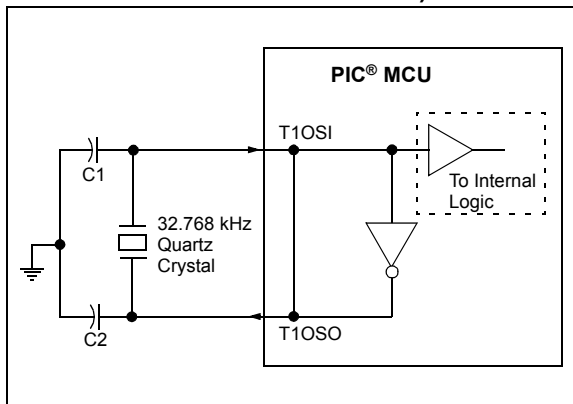 PIC® MCU
T1OSI
C1
To Internal
Logic
32.768 kHz
Quartz
Crystal
T1OSO
C2